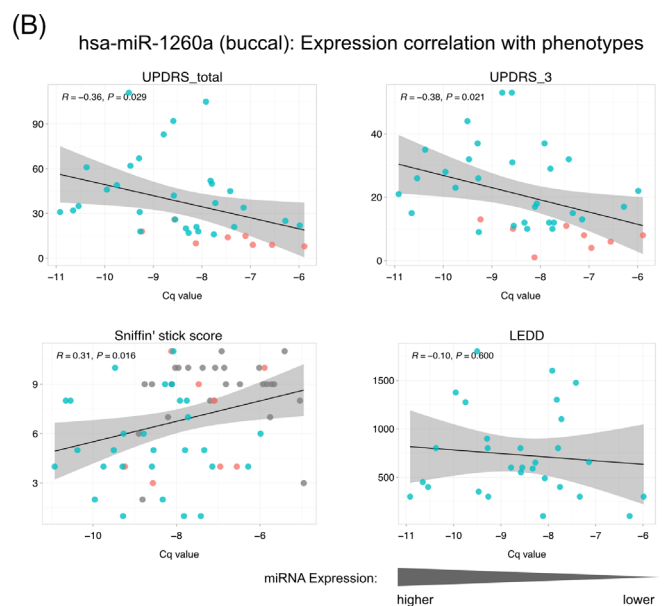 (B)
hsa-miR-1260a (buccal): Expression correlation with phenotypes
UPDRS_total
R = −0.36, P = 0.029
90
60
30
0
−11 −10 −9 −8 −7 −6
Cq value
UPDRS_3
R = −0.38, P = 0.021
40
20
0
−11 −10 −9 −8 −7 −6
Cq value
Sniffin' stick score
R = 0.31, P = 0.016
9
6
3
−10 −9 −8 −7 −6
Cq value
LEDD
R = −0.10, P = 0.600
1500
1000
500
−11 −10 −9 −8 −7 −6
Cq value
miRNA Expression:
higher lower